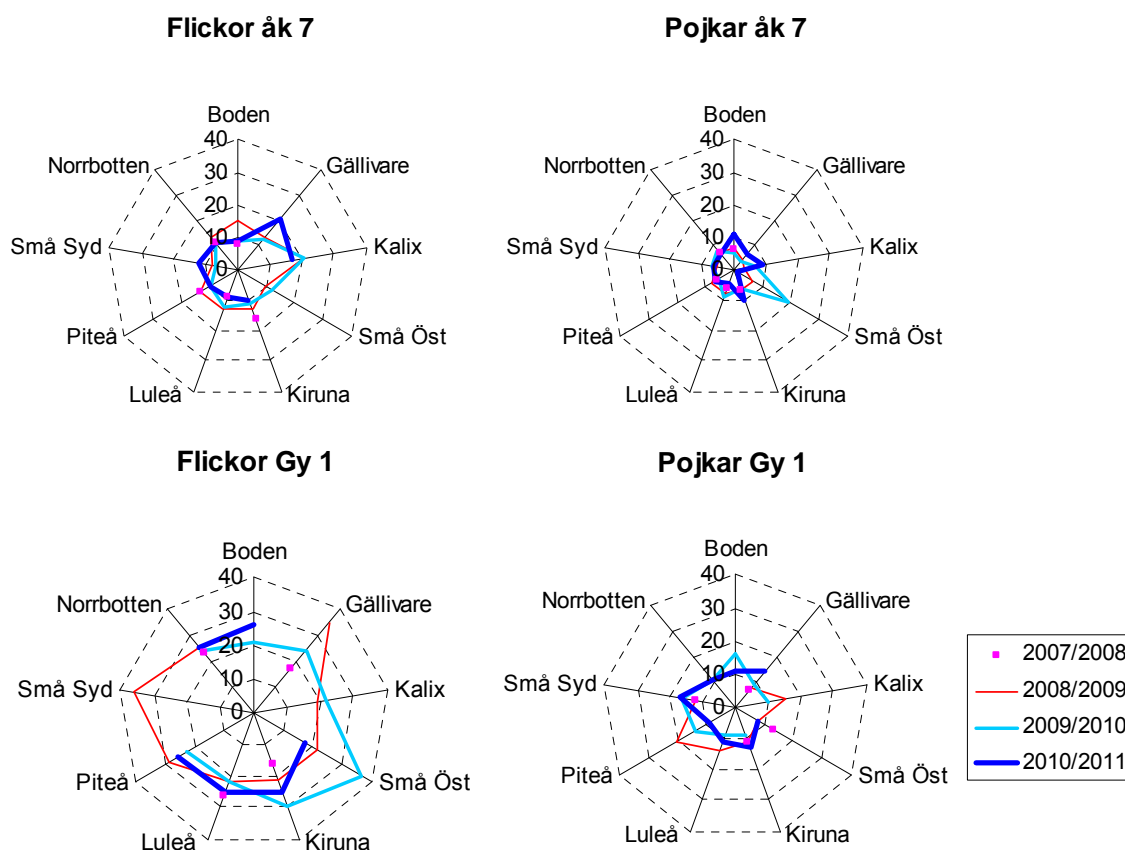 Flickor åk 7
Boden
Norrbotten
Gällivare
Små Syd
Kalix
Piteå
Små Öst
Luleå
Kiruna
40
30
20
10
0
Pojkar åk 7
Boden
Norrbotten
Gällivare
Små Syd
Kalix
Piteå
Små Öst
Luleå
Kiruna
40
30
20
10
0
Flickor Gy 1
Boden
Norrbotten
Gällivare
Små Syd
Kalix
Piteå
Små Öst
Luleå
Kiruna
40
30
20
10
0
Pojkar Gy 1
Boden
Norrbotten
Gällivare
Små Syd
Kalix
Piteå
Små Öst
Luleå
Kiruna
40
30
20
10
0
2007/2008
2008/2009
2009/2010
2010/2011